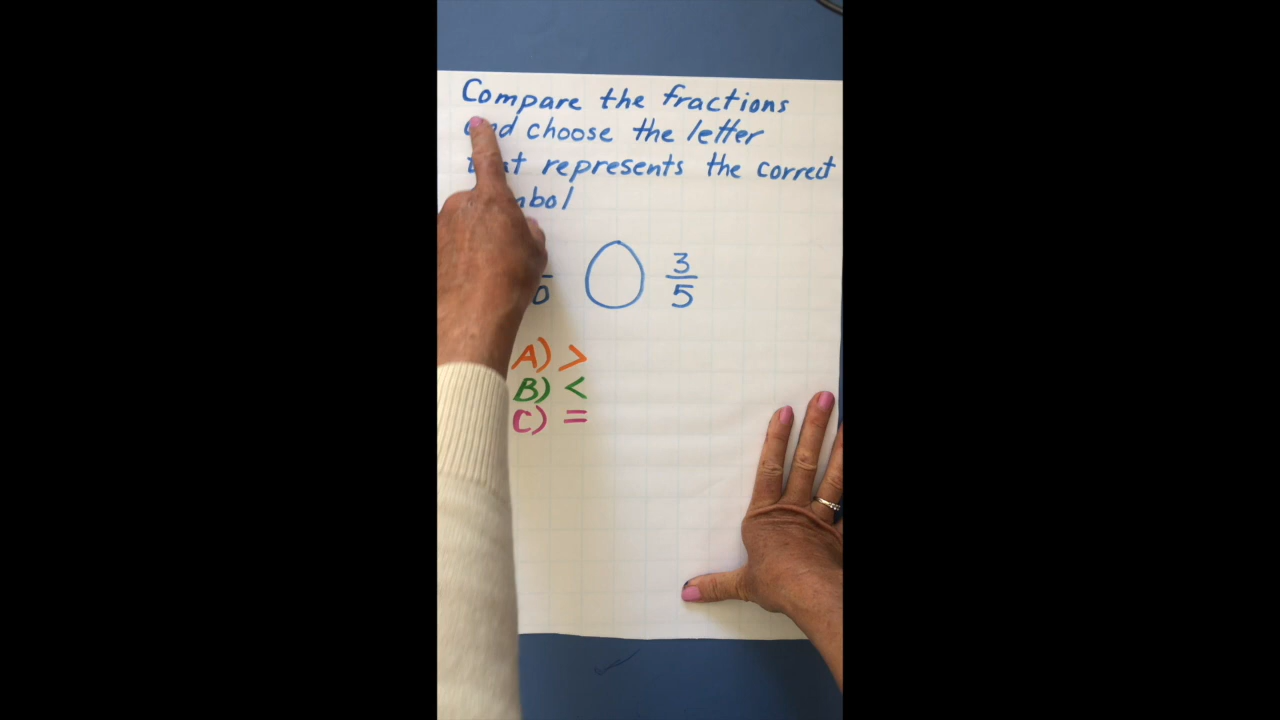 Compare the fractions
choose the letter
represents the correct
3
5
A) >
B) <
C) =